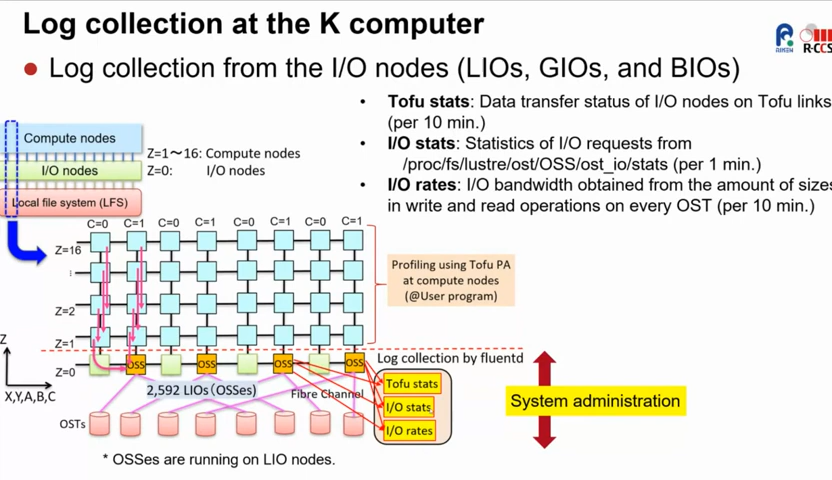 Log collection at the K computer
RIKEN
R-CCS
● Log collection from the I/O nodes (LIOs, GIOs, and BIOs)
• Tofu stats: Data transfer status of I/O nodes on Tofu links
(per 10 min.)
• I/O stats: Statistics of I/O requests from
/proc/fs/lustre/ost/OSS/ost_io/stats (per 1 min.)
• I/O rates: I/O bandwidth obtained from the amount of sizes
in write and read operations on every OST (per 10 min.)
Compute nodes
I/O nodes
Local file system (LFS)
Z=1～16: Compute nodes
Z=0: I/O nodes
C=0 C=1 C=0 C=1 C=0 C=1 C=0 C=1
Z=16
⋮
Z=2
Z=1
Z=0
Z
X,Y,A,B,C
Profiling using Tofu PA
at compute nodes
(@User program)
OSS OSS OSS OSS
2,592 LIOs (OSSes)
Fibre Channel
OSTs
Log collection by fluentd
Tofu stats
I/O stats
I/O rates
System administration
* OSSes are running on LIO nodes.